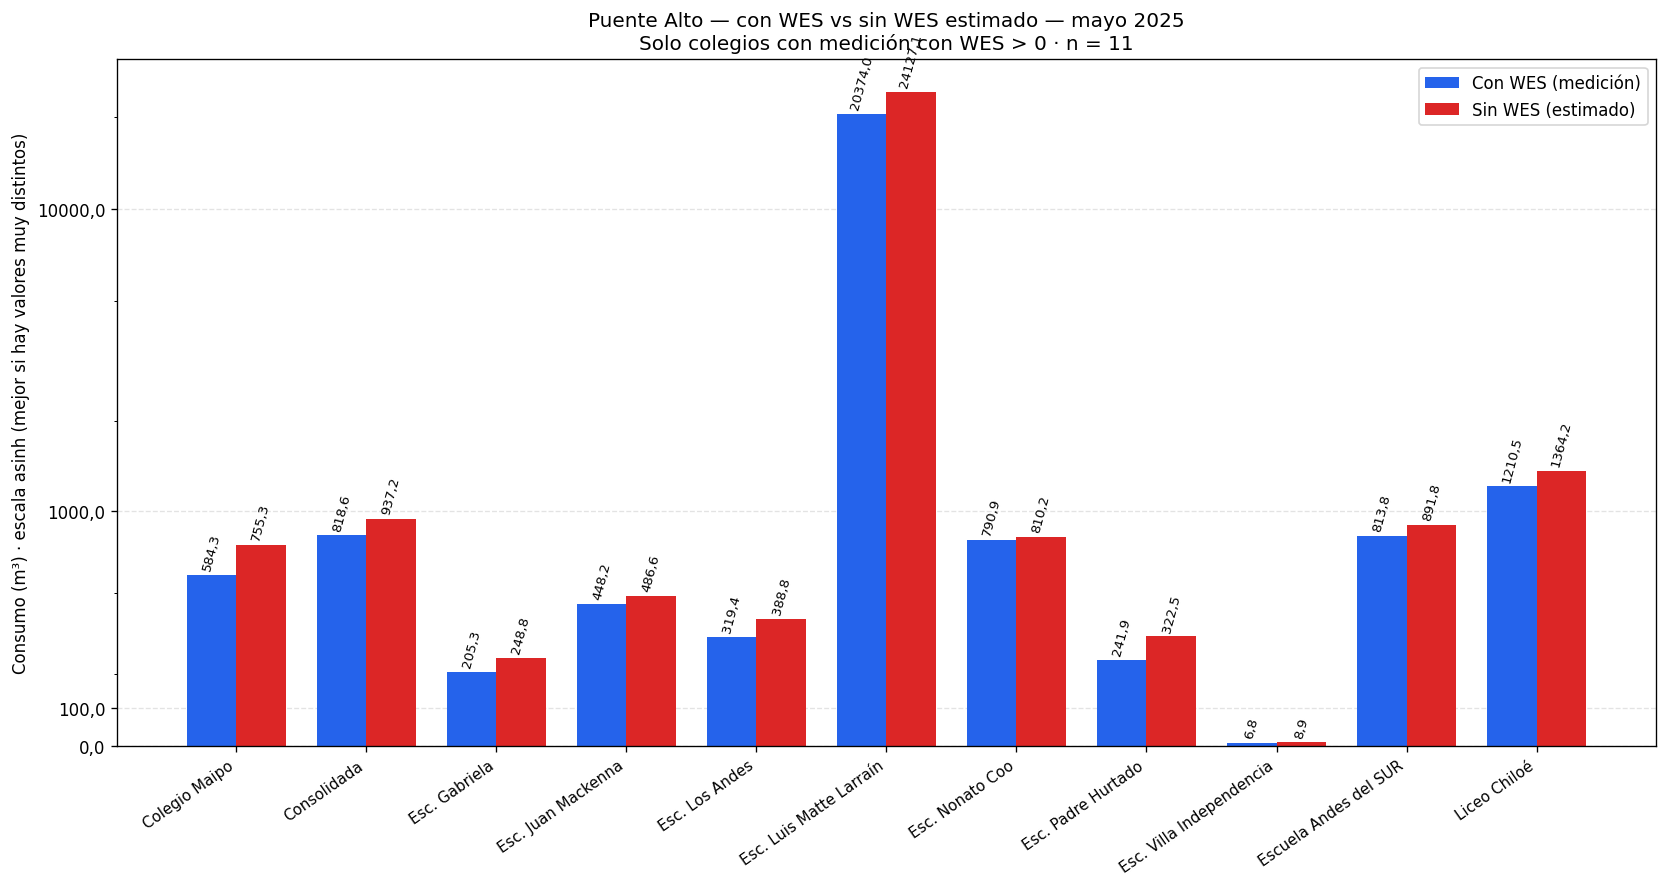 Puente Alto — con WES vs sin WES estimado — mayo 2025
Solo colegios con medición con WES > 0 · n = 11
Con WES (medición)
Sin WES (estimado)
Consumo (m³) · escala asinh (mejor si hay valores muy distintos)
10000,0
1000,0
100,0
0,0
584,3
755,3
818,6
937,2
205,3
248,8
448,2
486,6
319,4
388,8
20374,0
24127,1
790,9
810,2
241,9
322,5
6,8
8,9
813,8
891,8
1210,5
1364,2
Colegio Maipo
Consolidada
Esc. Gabriela
Esc. Juan Mackenna
Esc. Los Andes
Esc. Luis Matte Larraín
Esc. Nonato Coo
Esc. Padre Hurtado
Esc. Villa Independencia
Escuela Andes del SUR
Liceo Chiloé